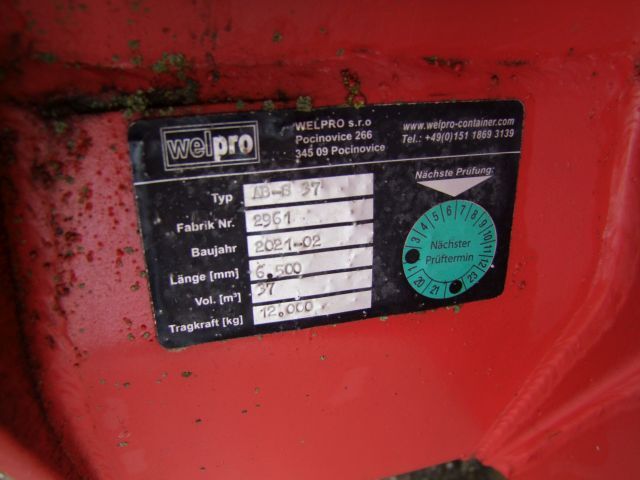 welpro
WELPRO s.r.o
Pocinovice 266
345 09 Pocinovice
www.welpro-container.com
Tel.: +49(0)151 1869 3139
Nächste Prüfung:
Typ AB-S 37
Fabrik Nr. 2961
Baujahr 2021-02
Länge [mm] 6.500
Vol. [m³] 37
Tragkraft [kg] 12.000
1 3 4 5 6 7 8 9 10 11 12
Nächster
Prüftermin
20 21 23